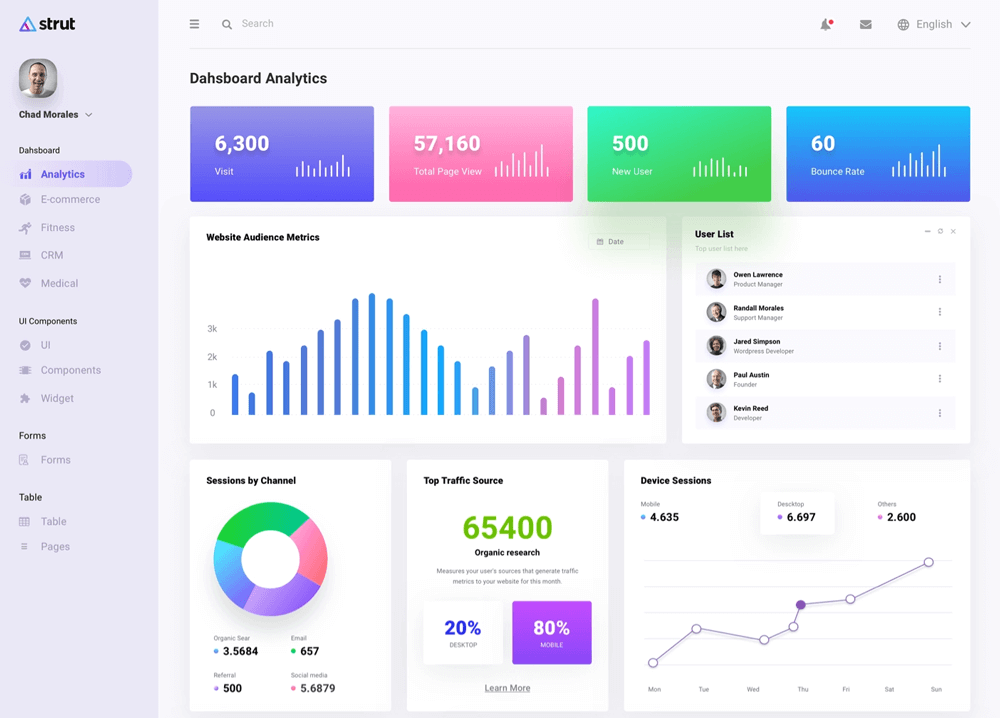 strut
Search
English
Chad Morales
Dahsboard
Analytics
E-commerce
Fitness
CRM
Medical
UI Components
UI
Components
Widget
Forms
Forms
Table
Table
Pages
Dahsboard Analytics
6,300
Visit
57,160
Total Page View
500
New User
60
Bounce Rate
Website Audience Metrics
Date
3k
2k
1k
0
User List
Top user list here
Owen Lawrence
Product Manager
Randall Morales
Support Manager
Jared Simpson
Wordpress Developer
Paul Austin
Founder
Kevin Reed
Developer
Sessions by Channel
Organic Sear
3.5684
Email
657
Referral
500
Social media
5.6879
Top Traffic Source
65400
Organic research
Measures your user's sources that generate traffic
metrics to your website for this month.
20%
DESKTOP
80%
MOBILE
Learn More
Device Sessions
Mobile
4.635
Descktop
6.697
Others
2.600
Mon Tue Wed Thu Fri Sat Sun